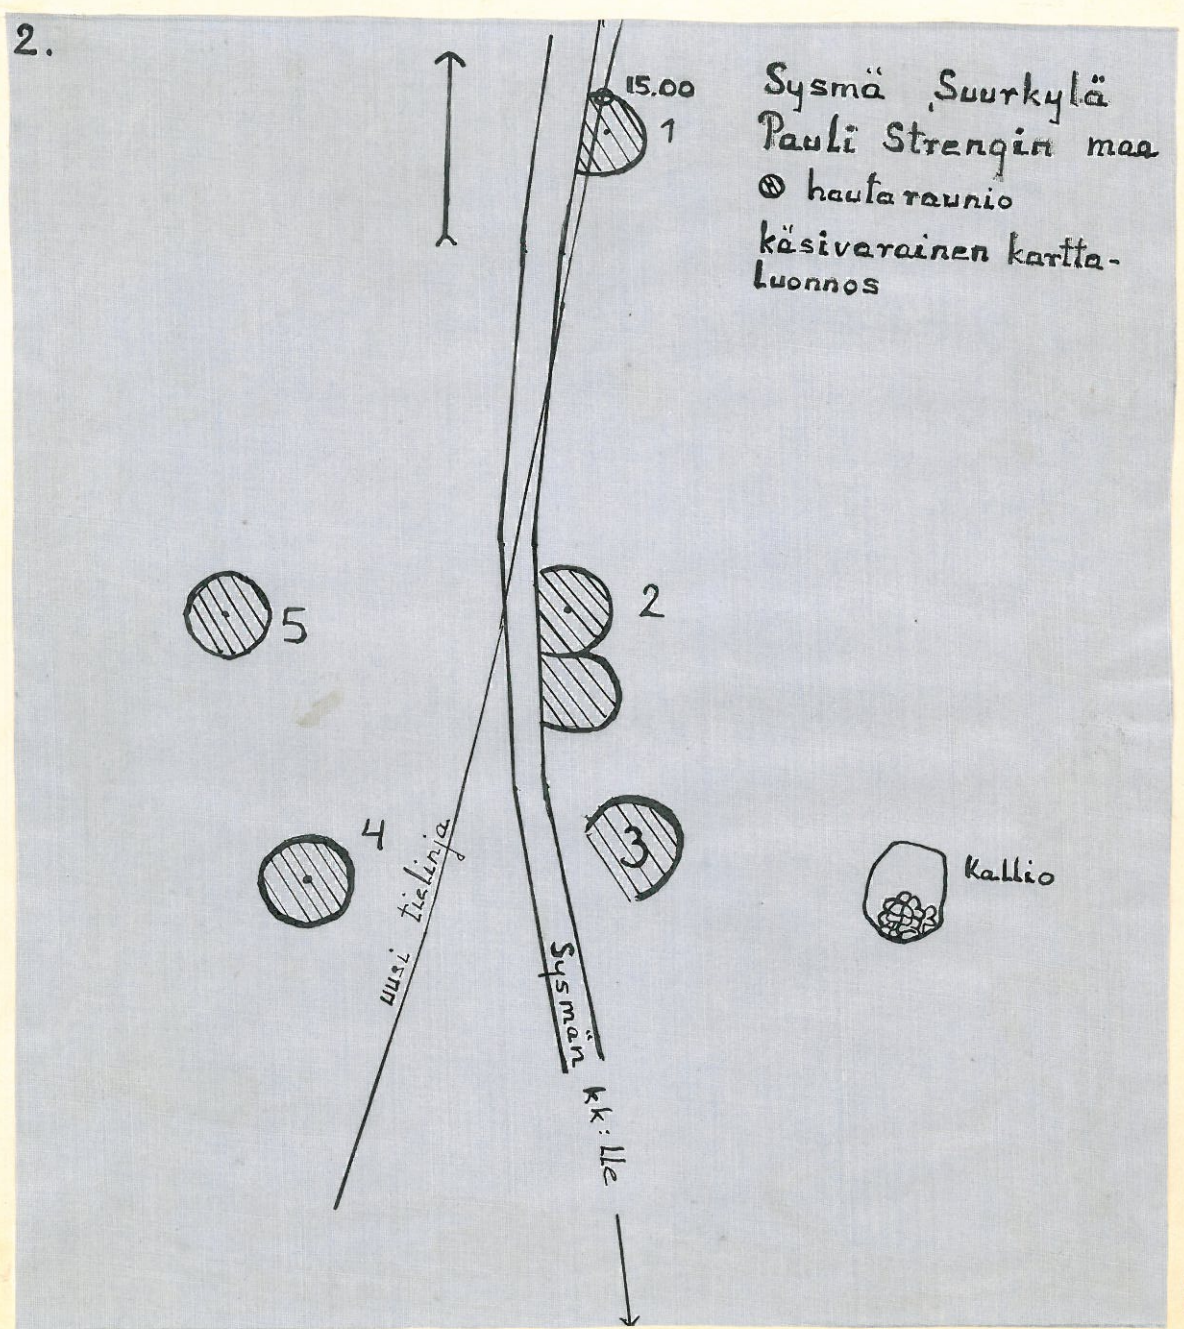 2.
15.00
1
Sysmä Suurkylä
Pauli Strengin maa
hautaraunio
käsivarainen kartta-
luonnos
5
2
4
3
uusi tielinja
Kallio
Sysmän kk:lle